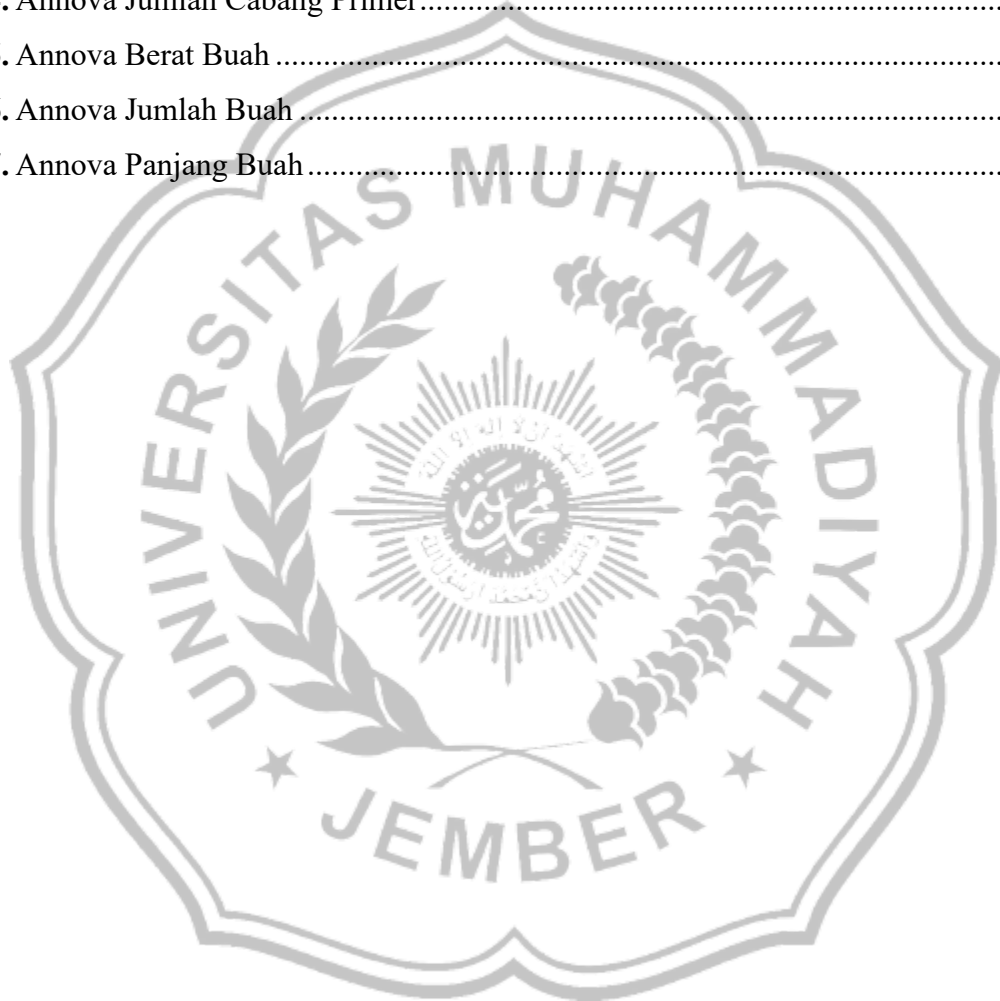 . Annova Jumlah Cabang Primer..........................................................................
. Annova Berat Buah ............................................................................................
. Annova Jumlah Buah .........................................................................................
. Annova Panjang Buah........................................................................................
UNIVERSITAS MUHAMMADIYAH
JEMBER